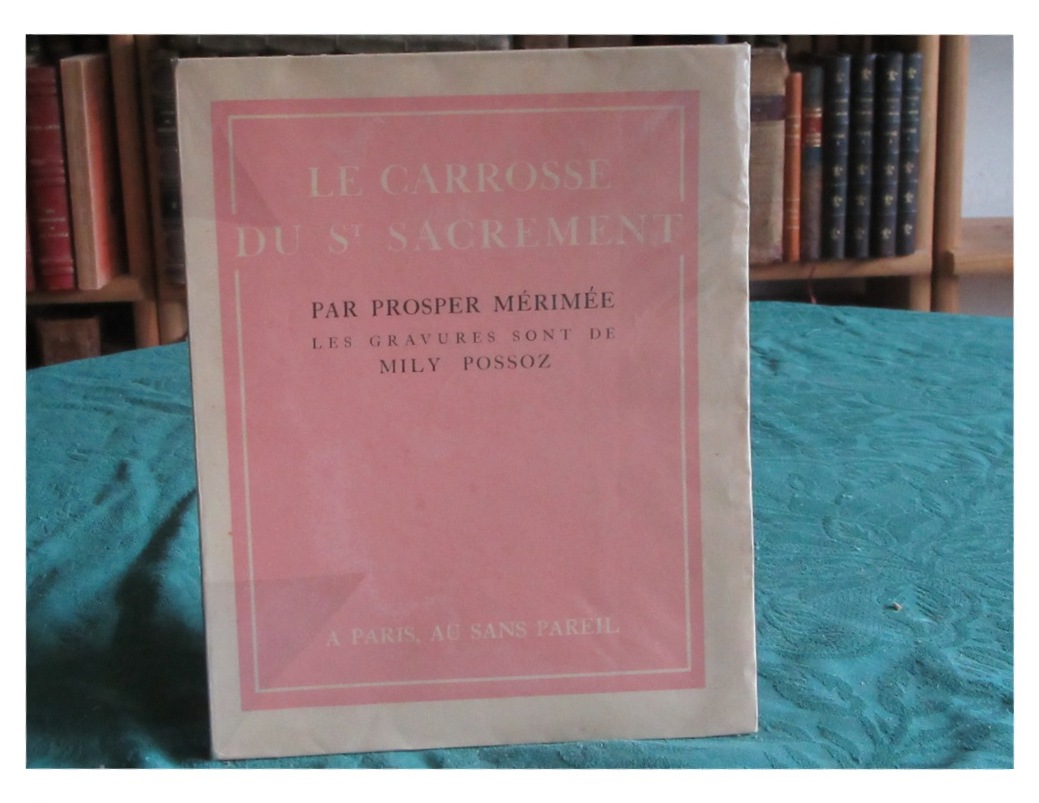 LE CARROSSE
DU ST SACREMENT
PAR PROSPER MÉRIMÉE
LES GRAVURES SONT DE
MILY POSSOZ
A PARIS, AU SANS PAREIL